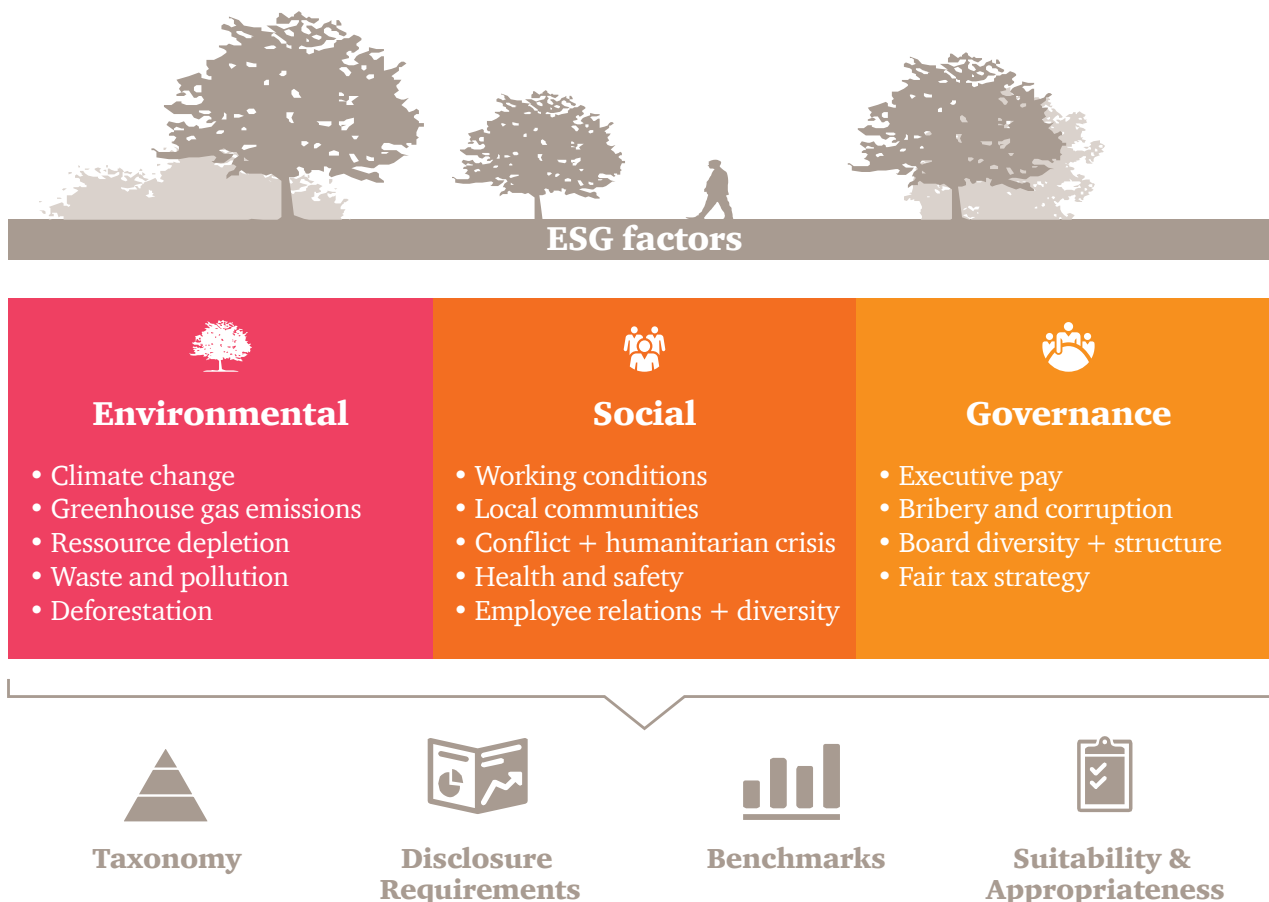 ESG factors
Environmental
• Climate change
• Greenhouse gas emissions
• Ressource depletion
• Waste and pollution
• Deforestation
Social
• Working conditions
• Local communities
• Conflict + humanitarian crisis
• Health and safety
• Employee relations + diversity
Governance
• Executive pay
• Bribery and corruption
• Board diversity + structure
• Fair tax strategy
Taxonomy
Disclosure
Requirements
Benchmarks
Suitability &
Appropriateness